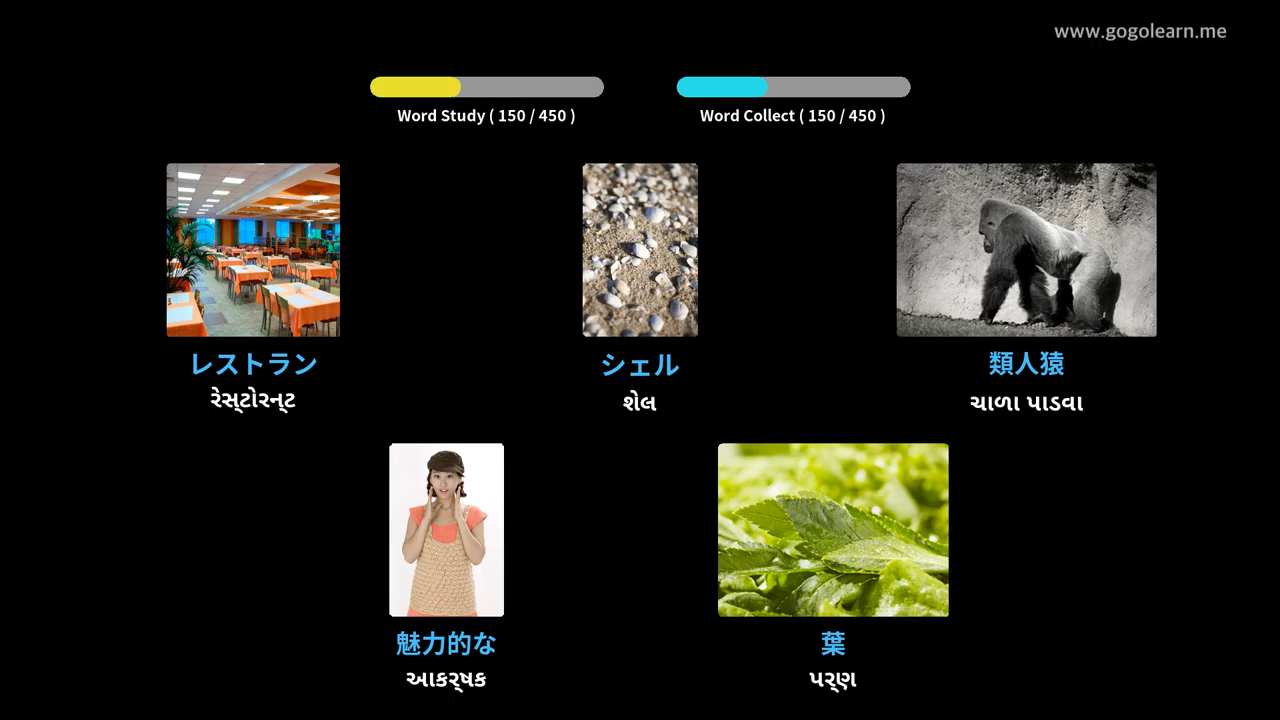 www.gogolearn.me
Word Study ( 150 / 450 )
Word Collect ( 150 / 450 )
レストラン
シェル
類人猿
રેસ્ટોરન્ટ
શેલ
ચાળા પાડવા
魅力的な
葉
આકર્ષક
પર્ણ